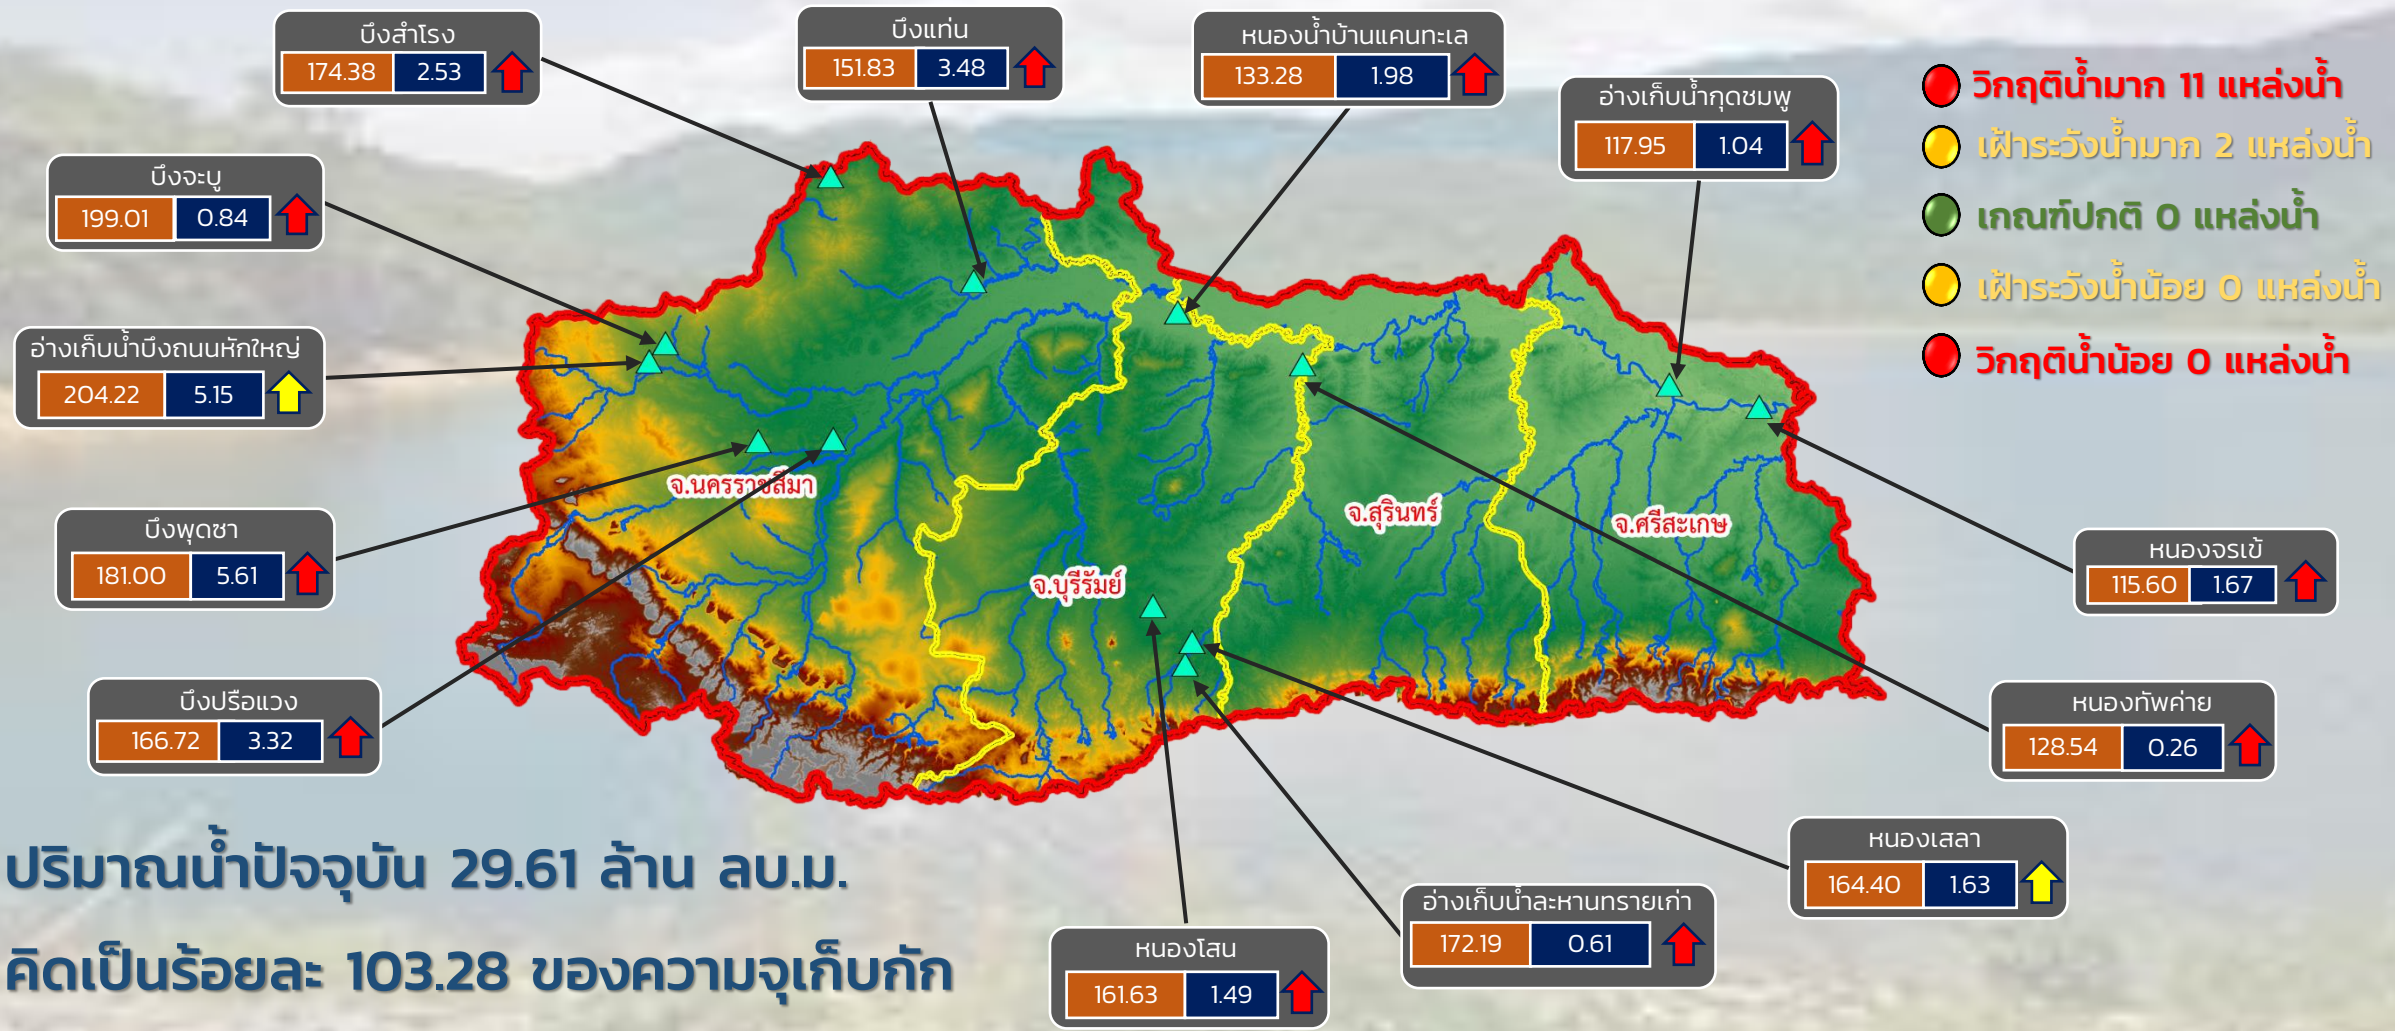 บึงสำโรง
174.38 2.53
บึงแท่น
151.83 3.48
หนองน้ำบ้านแคนทะเล
133.28 1.98
อ่างเก็บน้ำกุดชมพู
117.95 1.04
วิกฤติน้ำมาก 11 แหล่งน้ำ
เฝ้าระวังน้ำมาก 2 แหล่งน้ำ
เกณฑ์ปกติ 0 แหล่งน้ำ
เฝ้าระวังน้ำน้อย 0 แหล่งน้ำ
วิกฤติน้ำน้อย 0 แหล่งน้ำ
บึงจะบู
199.01 0.84
อ่างเก็บน้ำบึงถนนหักใหญ่
204.22 5.15
บึงพุดซา
181.00 5.61
บึงปรือแวง
166.72 3.32
จ.นครราชสีมา
จ.บุรีรัมย์
จ.สุรินทร์
จ.ศรีสะเกษ
หนองจรเข้
115.60 1.67
หนองทัพค่าย
128.54 0.26
หนองเสลา
164.40 1.63
อ่างเก็บน้ำละหานทรายเก่า
172.19 0.61
หนองโสน
161.63 1.49
ปริมาณน้ำปัจจุบัน 29.61 ล้าน ลบ.ม.
คิดเป็นร้อยละ 103.28 ของความจุเก็บกัก